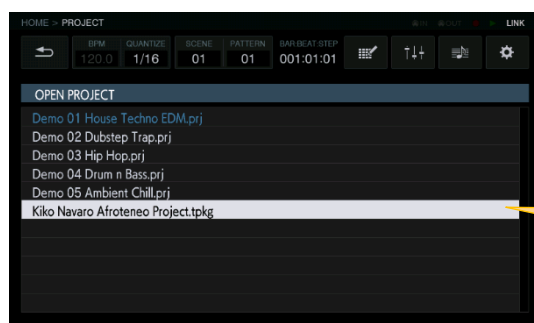 HOME > PROJECT IN OUT LINK
BPM QUANTIZE SCENE PATTERN BAR:BEAT:STEP
120.0 1/16 01 01 001:01:01
OPEN PROJECT
Demo 01 House Techno EDM.prj
Demo 02 Dubstep Trap.prj
Demo 03 Hip Hop.prj
Demo 04 Drum n Bass.prj
Demo 05 Ambient Chill.prj
Kiko Navaro Afroteneo Project.tpkg